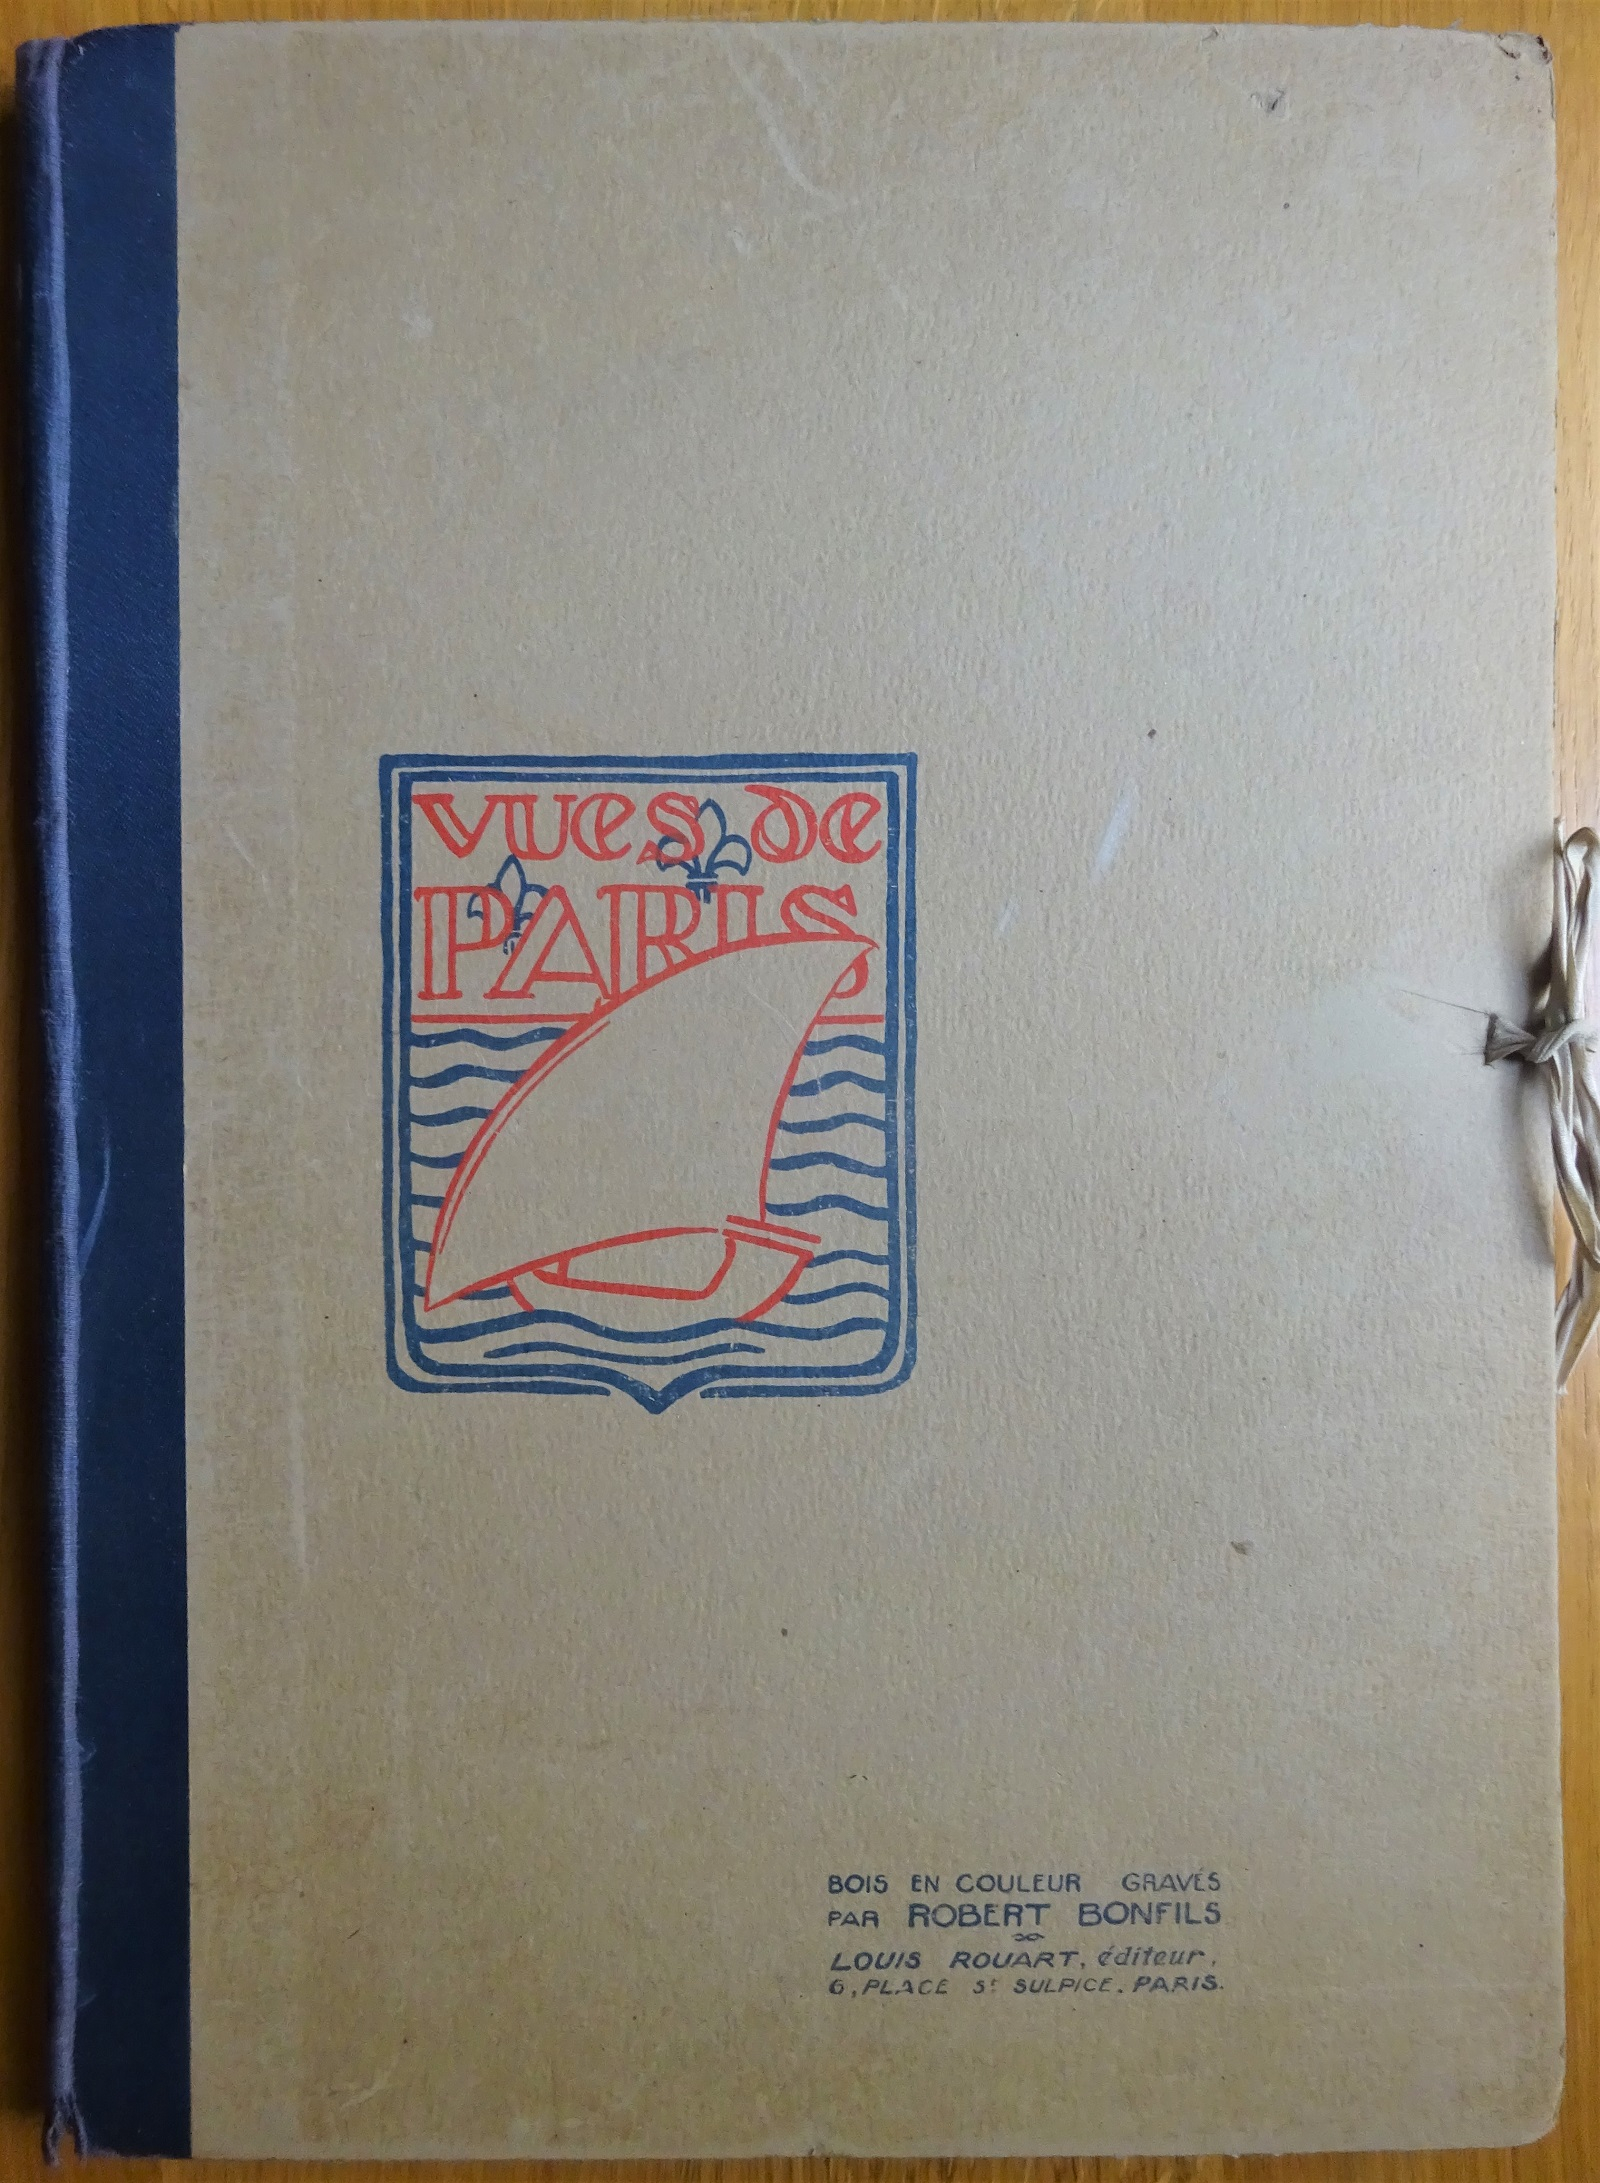 VUES DE
PARIS
BOIS EN COULEUR GRAVÉS
PAR ROBERT BONFILS
LOUIS ROUART, éditeur,
6, PLACE St SULPICE. PARIS.